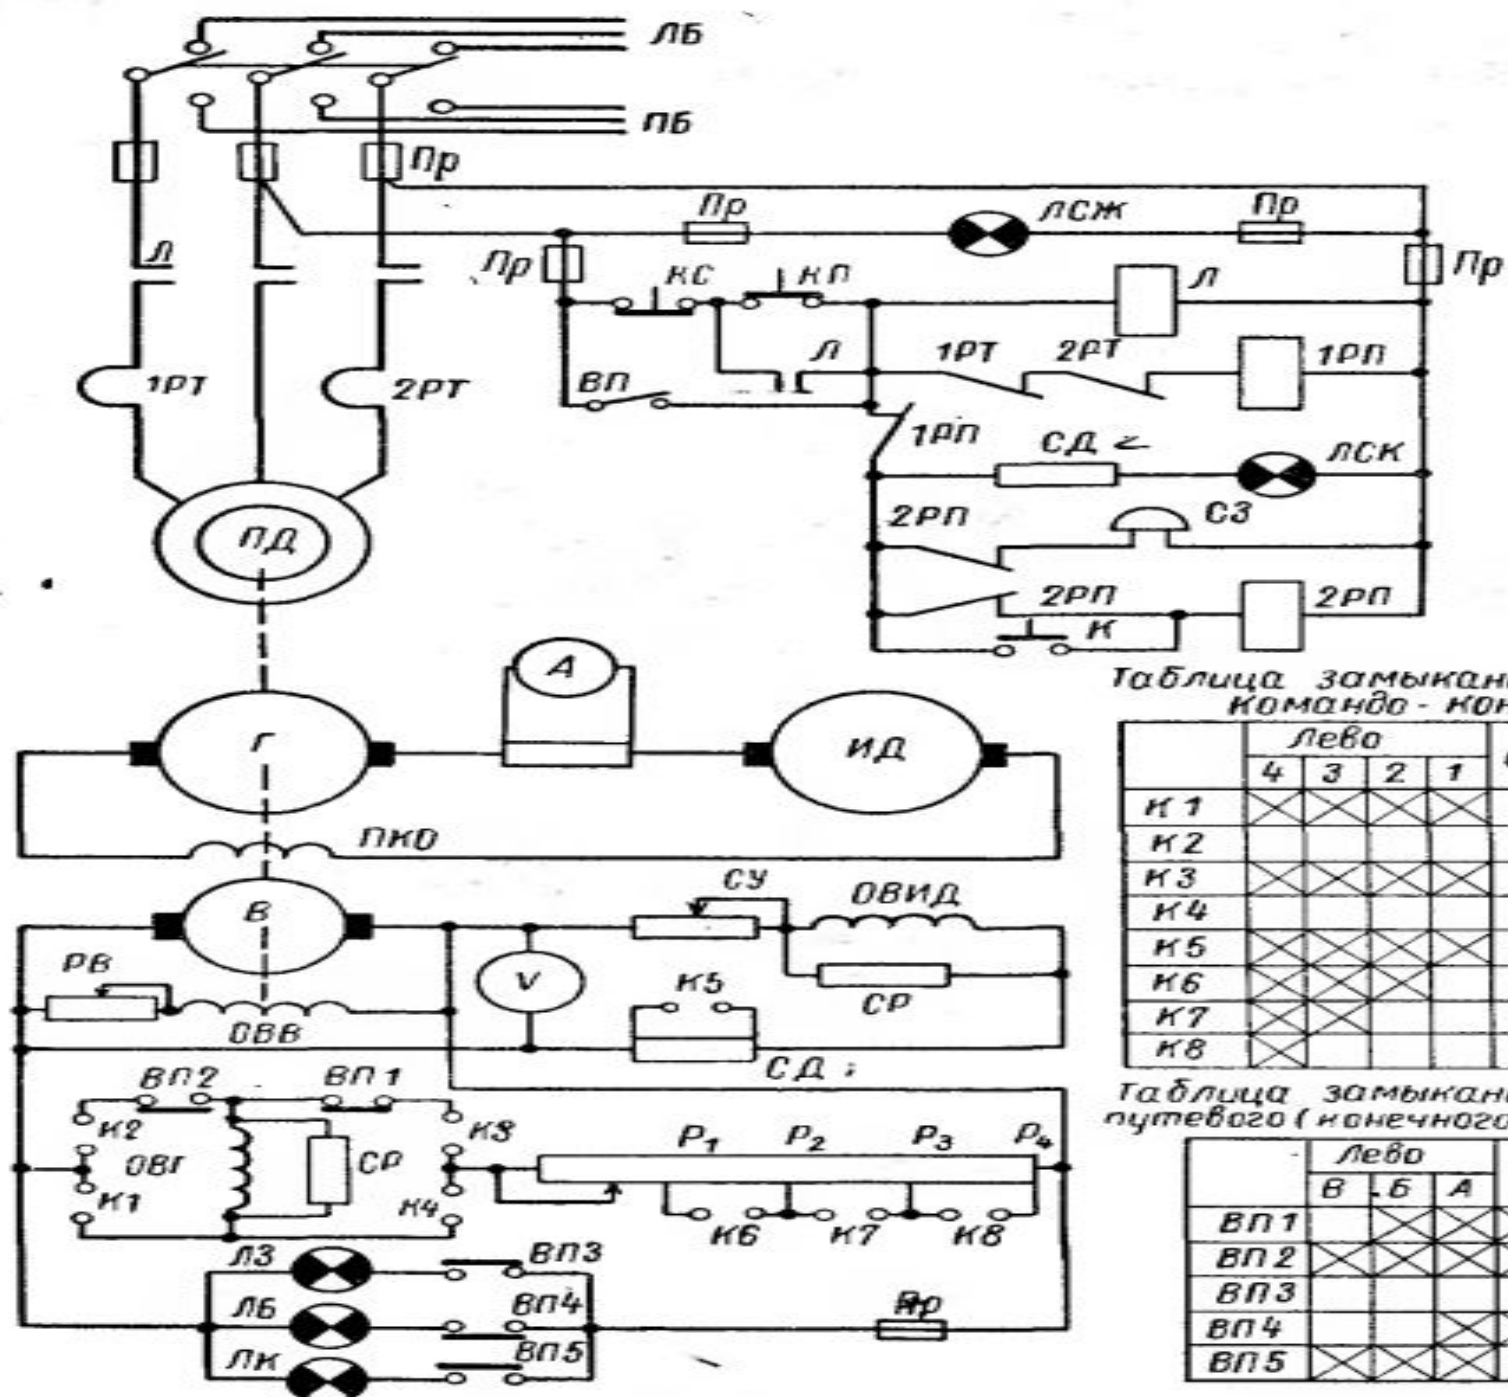 ЛБ
ПБ
Пр
Пр
ЛСЖ
Пр
Л
Пр
КС
КП
Л
Пр
1РТ
2РТ
ВП
Л
1РТ
2РТ
1РП
1РП
СД
ЛСК
2РП
СЗ
ПД
2РП
К
2РП
А
Г
ИД
ПКО
В
СУ
ОВИД
РВ
V
К5
СР
ОВВ
СД
ВП2
ВП1
К2
К3
ОВГ
СР
К1
К4
Р1
Р2
Р3
Р4
К6
К7
К8
ЛЗ
ВП3
ЛБ
ВП4
Пр
ЛК
ВП5
Таблица замыкан
командо-кон
Лево
4 3 2 1
К1
К2
К3
К4
К5
К6
К7
К8
Таблица замыкан
путевого (конечного
Лево
В Б А
ВП1
ВП2
ВП3
ВП4
ВП5